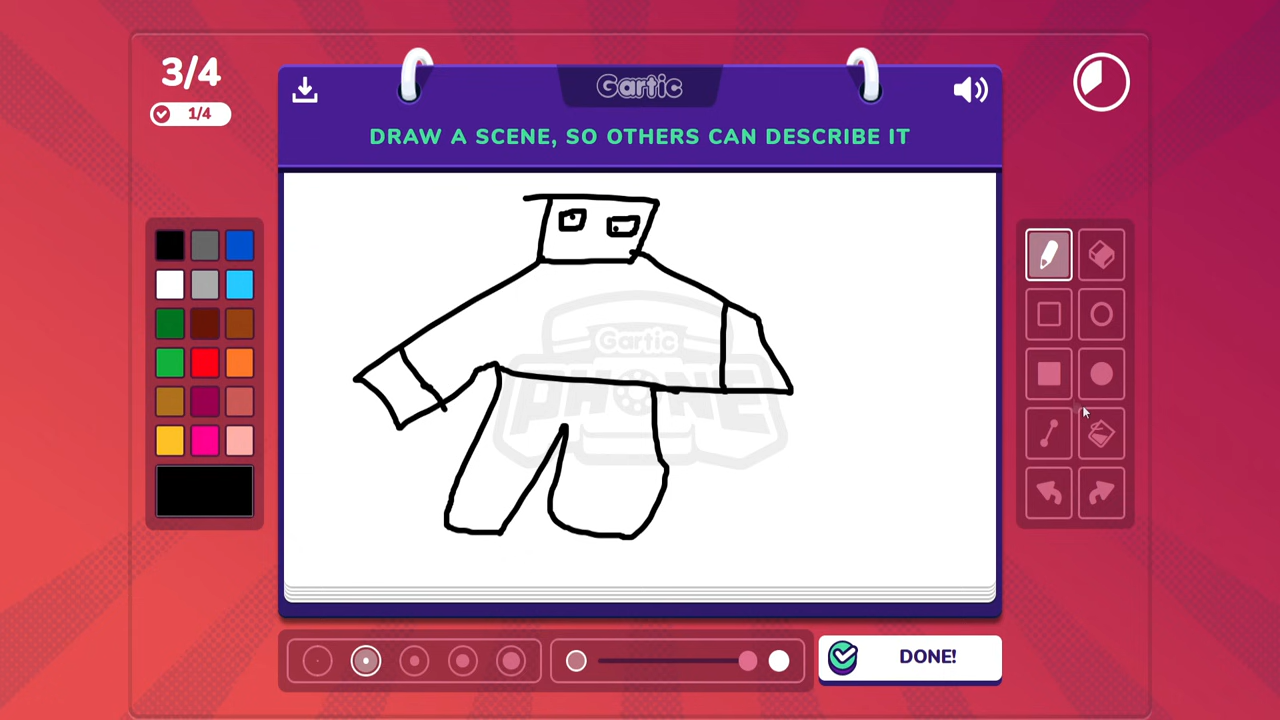 3/4
1/4
Gartic
DRAW A SCENE, SO OTHERS CAN DESCRIBE IT
Gartic
PHONE
DONE!